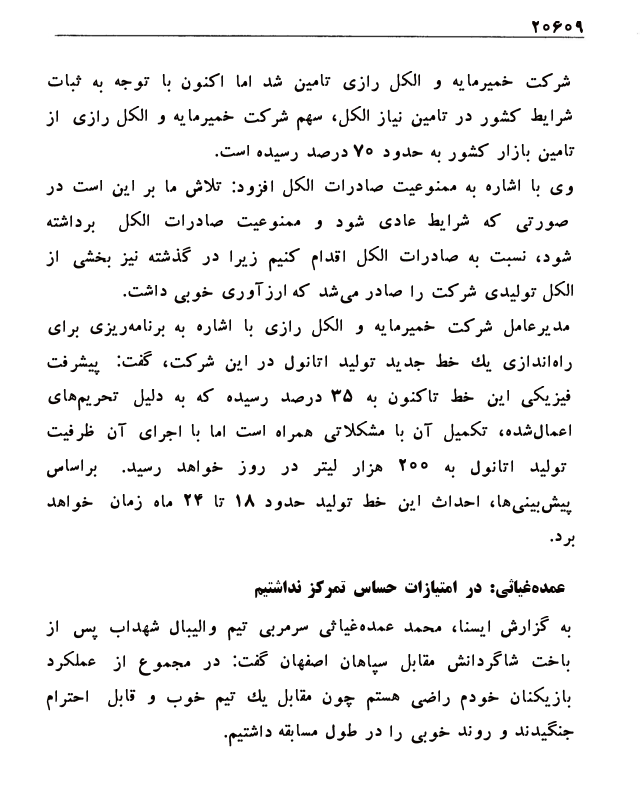 ۲۰۶۰۹
شرکت خمیرمایه و الکل رازی تامین شد اما اکنون با توجه به ثبات
شرایط کشور در تامین نیاز الکل، سهم شرکت خمیرمایه و الکل رازی از
تامین بازار کشور به حدود ۷۰ درصد رسیده است.
وی با اشاره به ممنوعیت صادرات الکل افزود: تلاش ما بر این است در
صورتی که شرایط عادی شود و ممنوعیت صادرات الکل برداشته
شود، نسبت به صادرات الکل اقدام کنیم زیرا در گذشته نیز بخشی از
الکل تولیدی شرکت را صادر می‌شد که ارزآوری خوبی داشت.
مدیرعامل شرکت خمیرمایه و الکل رازی با اشاره به برنامه‌ریزی برای
راه‌اندازی یك خط جدید تولید اتانول در این شرکت، گفت: پیشرفت
فیزیکی این خط تاکنون به ۳۵ درصد رسیده که به دلیل تحریم‌های
اعمال‌شده، تکمیل آن با مشکلاتی همراه است اما با اجرای آن ظرفیت
تولید اتانول به ۲۰۰ هزار لیتر در روز خواهد رسید. براساس
پیش‌بینی‌ها، احداث این خط تولید حدود ۱۸ تا ۲۴ ماه زمان خواهد
برد.
عمده‌غیاثی: در امتیازات حساس تمرکز نداشتیم
به گزارش ایسنا، محمد عمده‌غیاثی سرمربی تیم والیبال شهداب پس از
باخت شاگردانش مقابل سپاهان اصفهان گفت: در مجموع از عملکرد
بازیکنان خودم راضی هستم چون مقابل یك تیم خوب و قابل احترام
جنگیدند و روند خوبی را در طول مسابقه داشتیم.